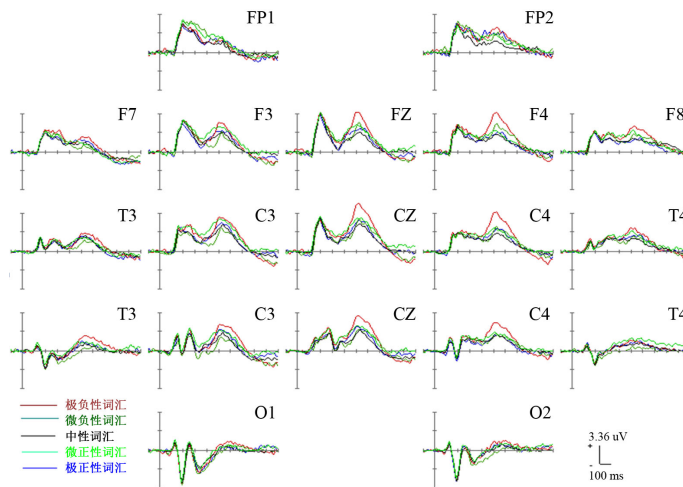 FP1 FP2
F7 F3 FZ F4 F8
T3 C3 CZ C4 T4
T3 C3 CZ C4 T4
极负性词汇
微负性词汇
中性词汇
微正性词汇
极正性词汇
O1 O2
3.36 uV
+
-
100 ms